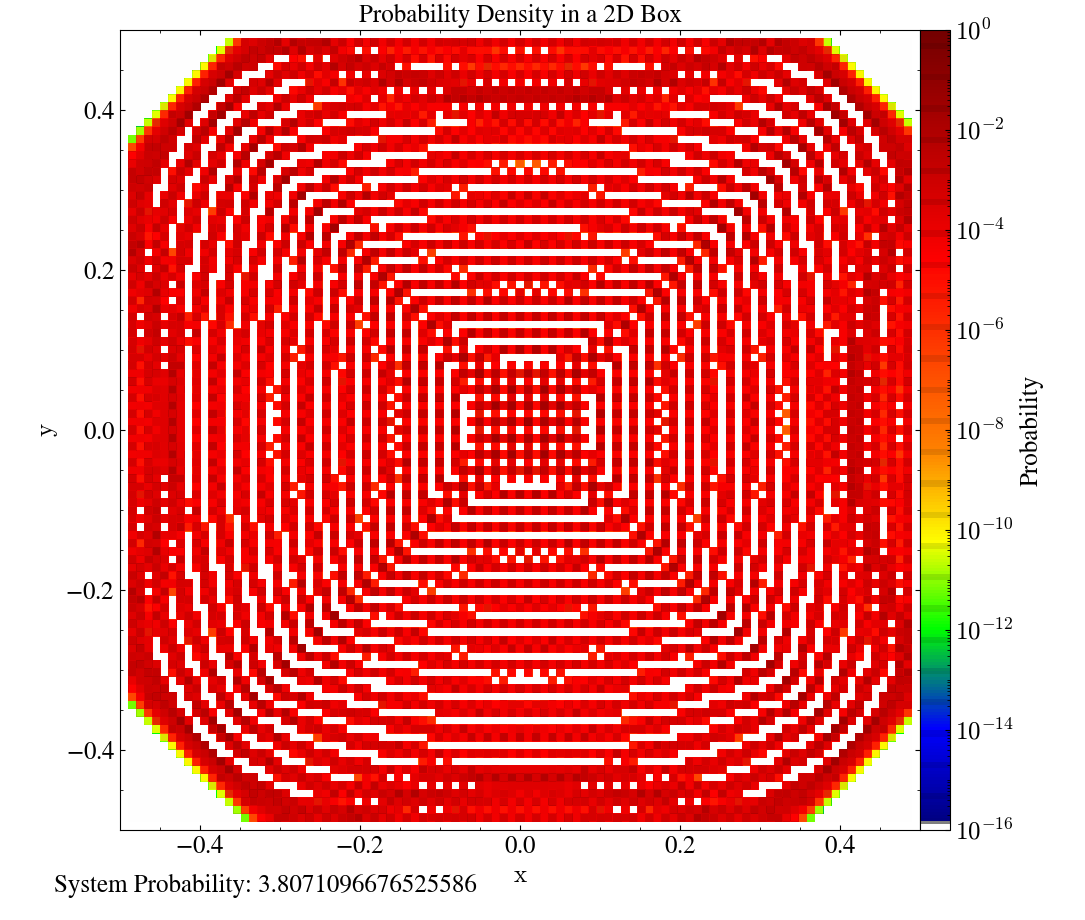 Probability Density in a 2D Box
0.4
0.2
0.0
−0.2
−0.4
y
−0.4 −0.2 0.0 0.2 0.4
x
10⁰
10⁻²
10⁻⁴
10⁻⁶
10⁻⁸
10⁻¹⁰
10⁻¹²
10⁻¹⁴
10⁻¹⁶
Probability
System Probability: 3.8071096676525586